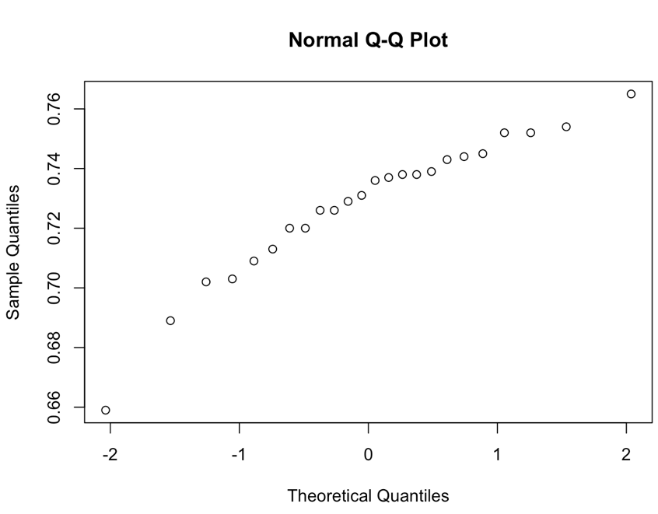 Normal Q-Q Plot
Sample Quantiles
0.76
0.74
0.72
0.70
0.68
0.66
-2 -1 0 1 2
Theoretical Quantiles